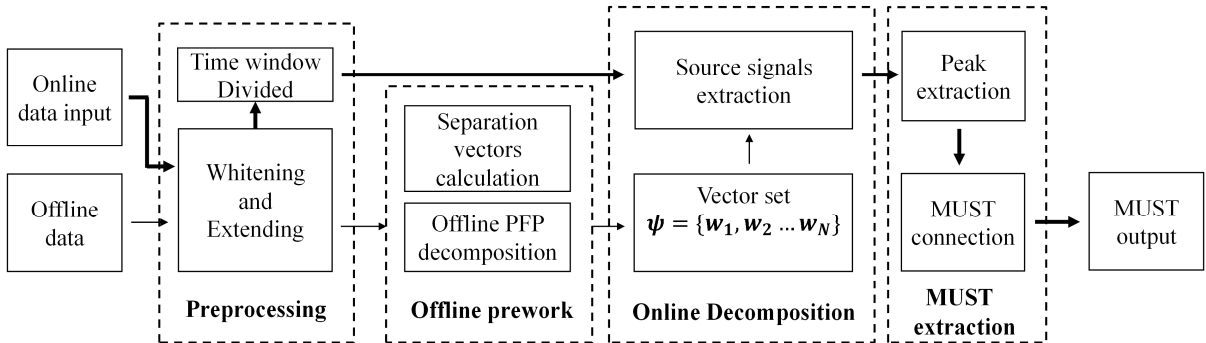 Online
data input
Offline
data
Time window
Divided
Whitening
and
Extending
Preprocessing
Separation
vectors
calculation
Offline PFP
decomposition
Offline prework
Source signals
extraction
Vector set
𝝍 = {𝒘₁, 𝒘₂ … 𝒘_N}
Online Decomposition
Peak
extraction
MUST
connection
MUST
extraction
MUST
output